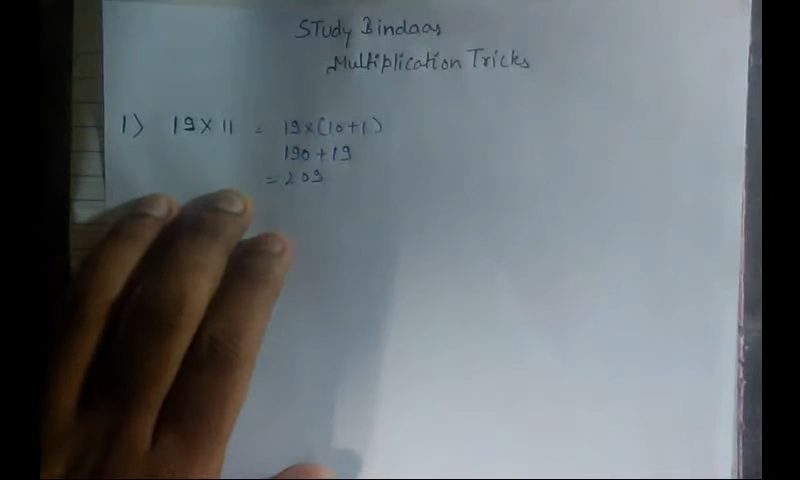 Study Bindaas
Multiplication Tricks
1) 19 × 11 = 19×(10+1)
190 + 19
= 209